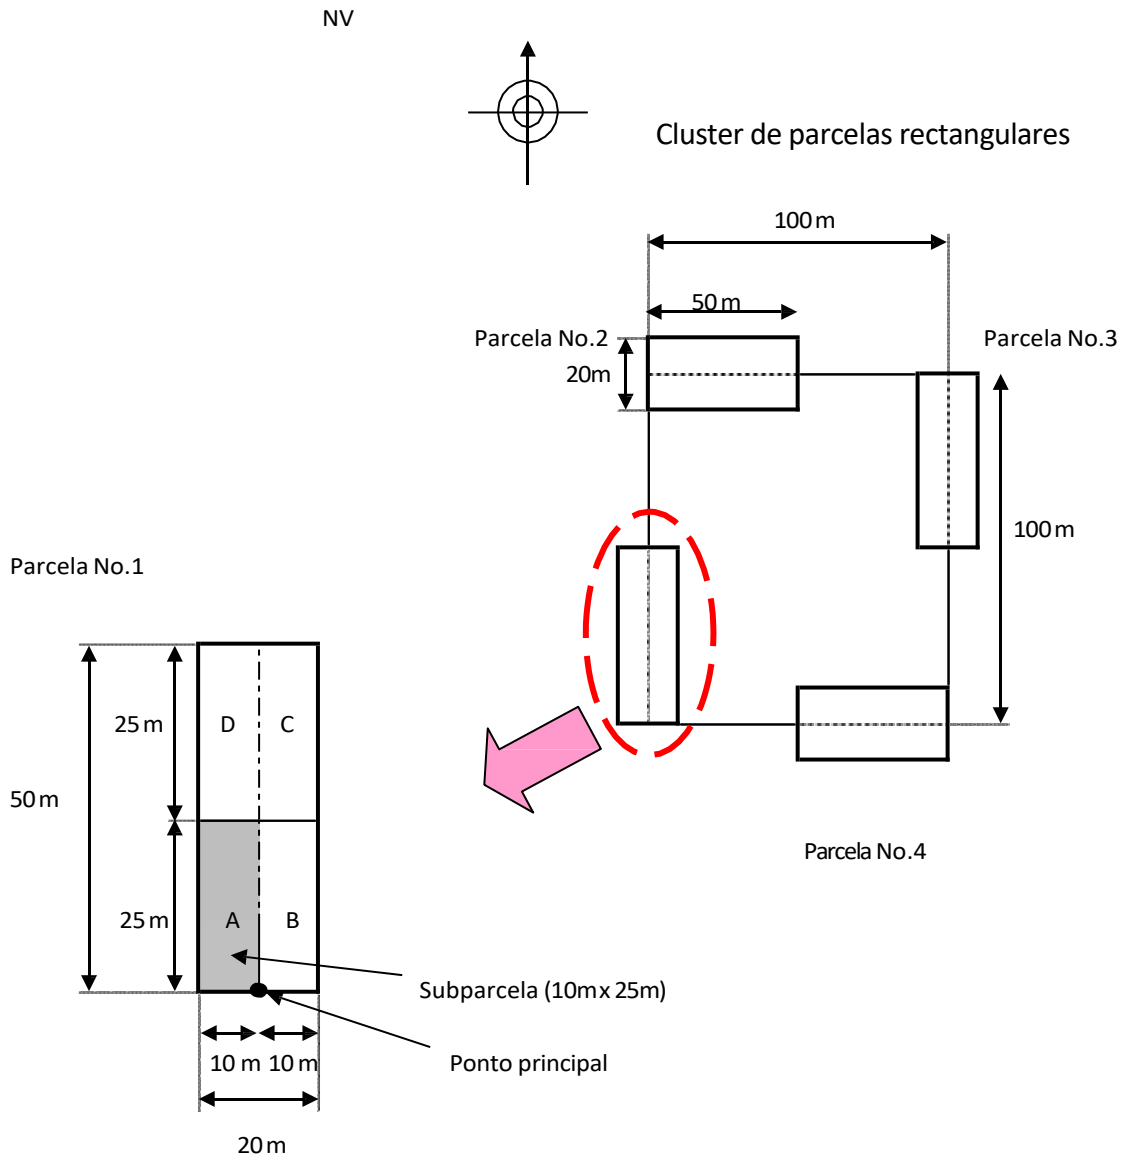 NV
Cluster de parcelas rectangulares
100 m
50 m
Parcela No.2
Parcela No.3
20m
100 m
Parcela No.1
25 m
D
C
50 m
Parcela No.4
25 m
A
B
Subparcela (10m x 25m)
Ponto principal
10 m
10 m
20 m